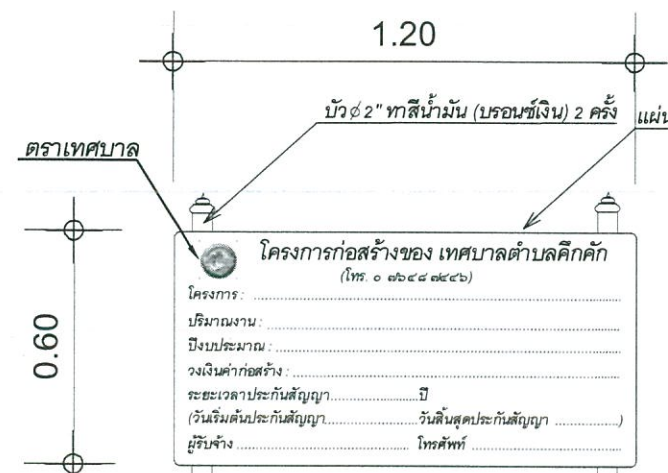 1.20
บัวø2" ทาสีน้ำมัน (บรอนซ์เงิน) 2 ครั้ง
แผ่น
ตราเทศบาล
0.60
โครงการก่อสร้างของ เทศบาลตำบลคึกคัก
(โทร. ๐ ๗๖๔๘ ๗๔๔๖)
โครงการ : ........................................
ปริมาณงาน : ........................................
ปีงบประมาณ : ........................................
วงเงินค่าก่อสร้าง : ........................................
ระยะเวลาประกันสัญญา....................ปี
(วันเริ่มต้นประกันสัญญา....................วันสิ้นสุดประกันสัญญา ...............)
ผู้รับจ้าง ........................................ โทรศัพท์ ........................................